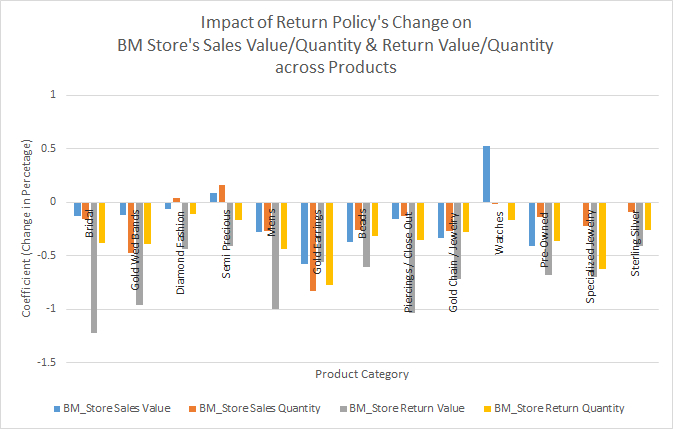 Impact of Return Policy's Change on
BM Store's Sales Value/Quantity & Return Value/Quantity
across Products
1
0.5
0
-0.5
-1
-1.5
Coefficient (Change in Percetage)
Bridal
Gold Wed Bands
Diamond Fashion
Semi Precious
Mens
Gold Earrings
Beads
Piercings / Close Out
Gold Chain / Jewelry
Watches
Pre-Owned
Specialized Jewelry
Sterling Silver
Product Category
BM_Store Sales Value
BM_Store Sales Quantity
BM_Store Return Value
BM_Store Return Quantity